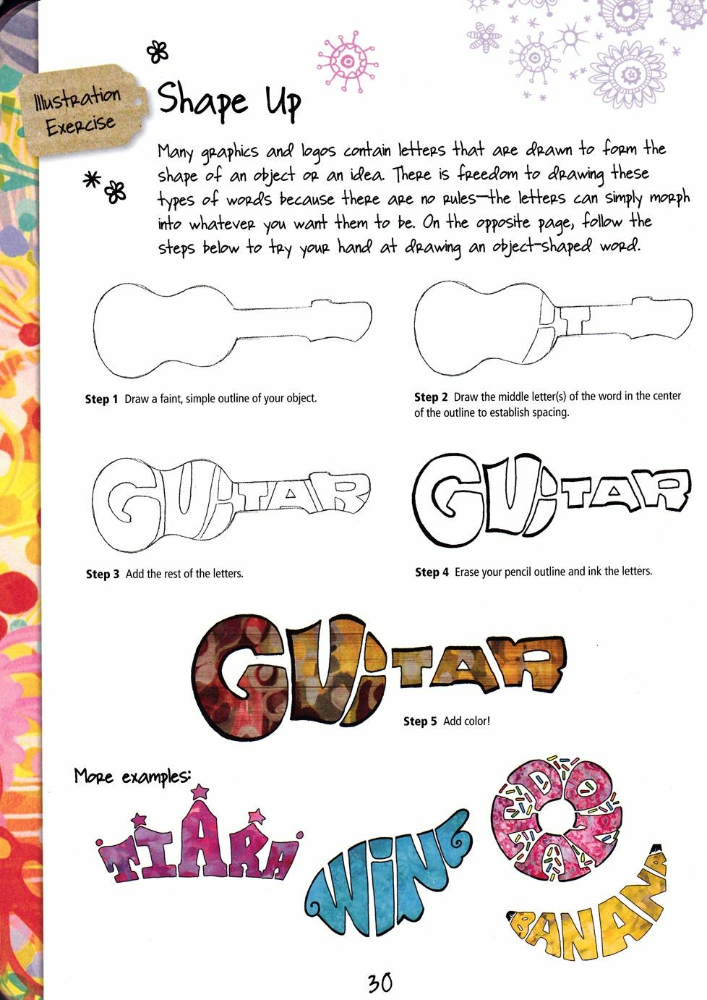 Illustration
Exercise
Shape Up
Many graphics and logos contain letters that are drawn to form the
shape of an object or an idea. There is freedom to drawing these
types of words because there are no rules—the letters can simply morph
into whatever you want them to be. On the opposite page, follow the
steps below to try your hand at drawing an object-shaped word.
T
Step 1 Draw a faint, simple outline of your object.
Step 2 Draw the middle letter(s) of the word in the center
of the outline to establish spacing.
GUiTAR
GUiTAR
Step 3 Add the rest of the letters.
Step 4 Erase your pencil outline and ink the letters.
GUiTAR
Step 5 Add color!
More examples:
TIARA
WiNG
DONUT
BANANA
30